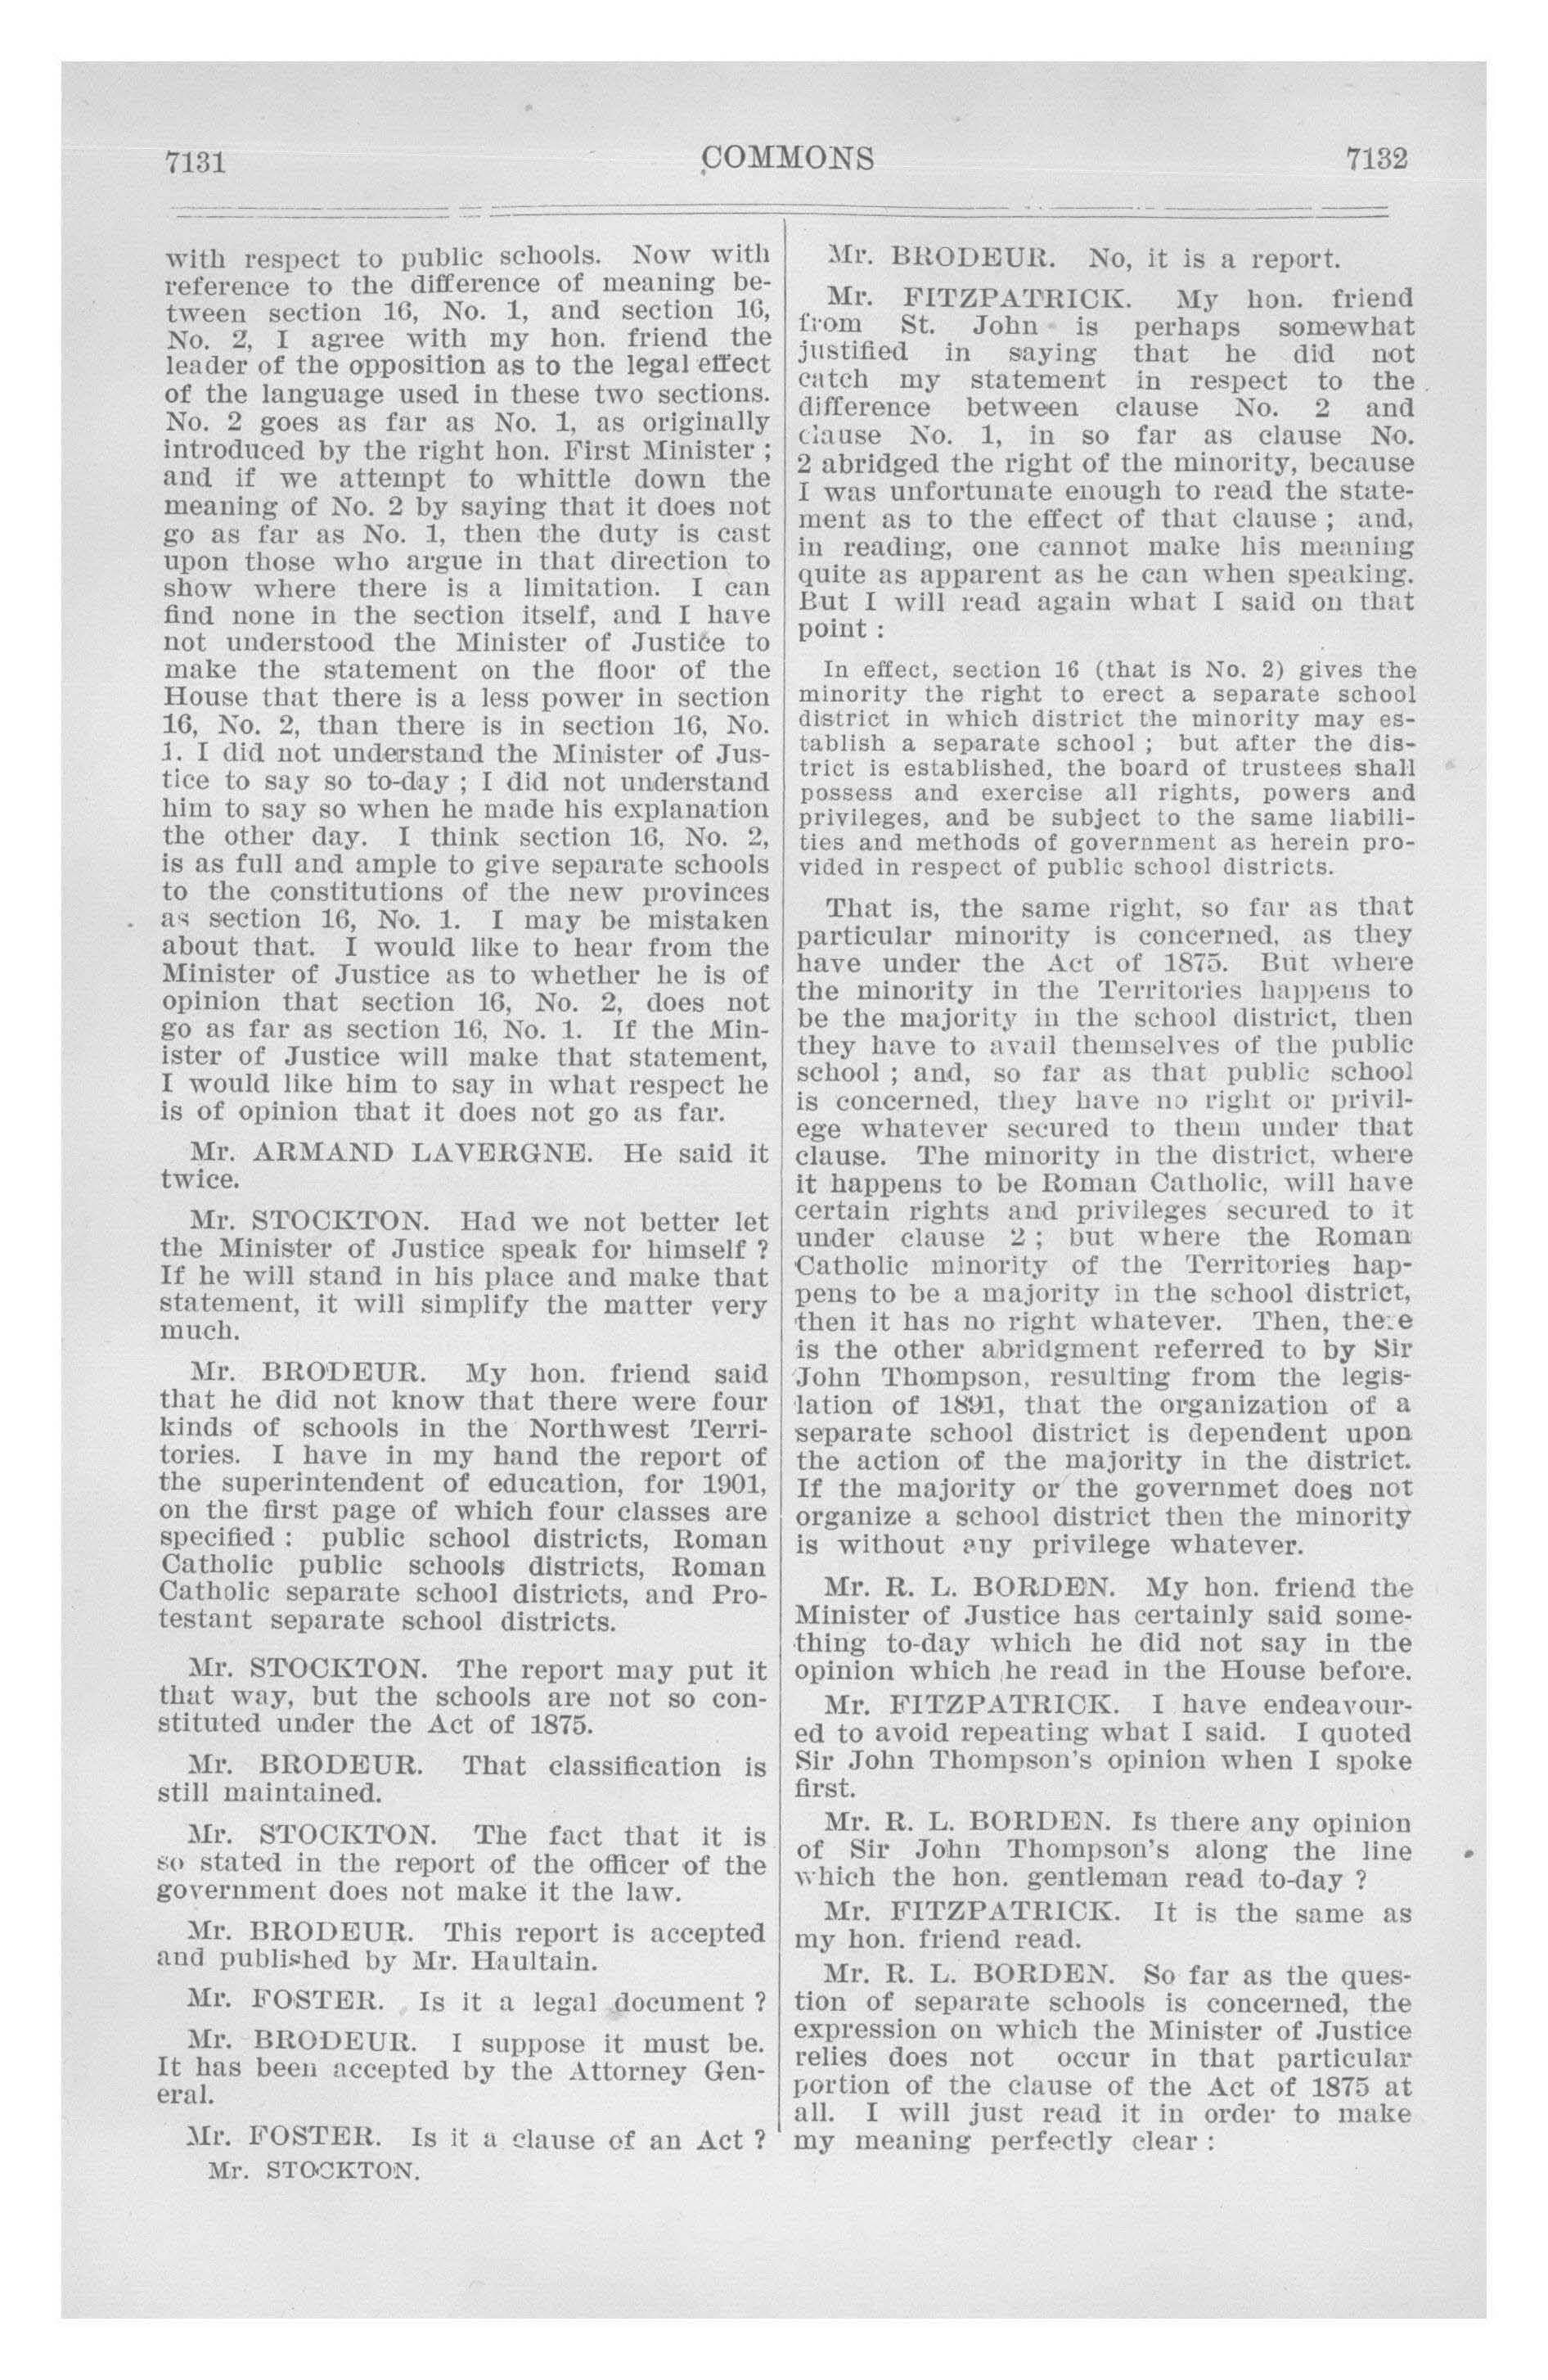 7131
COMMONS
7132
with respect to public schools. Now with
reference to the difference of meaning be-
tween section 16, No. 1, and section 16,
No. 2, I agree with my hon. friend the
leader of the opposition as to the legal effect
of the language used in these two sections.
No. 2 goes as far as No. 1, as originally
introduced by the right hon. First Minister ;
and if we attempt to whittle down the
meaning of No. 2 by saying that it does not
go as far as No. 1, then the duty is cast
upon those who argue in that direction to
show where there is a limitation. I can
find none in the section itself, and I have
not understood the Minister of Justice to
make the statement on the floor of the
House that there is a less power in section
16, No. 2, than there is in section 16, No.
1. I did not understand the Minister of Jus-
tice to say so to-day ; I did not understand
him to say so when he made his explanation
the other day. I think section 16, No. 2,
is as full and ample to give separate schools
to the constitutions of the new provinces
as section 16, No. 1. I may be mistaken
about that. I would like to hear from the
Minister of Justice as to whether he is of
opinion that section 16, No. 2, does not
go as far as section 16, No. 1. If the Min-
ister of Justice will make that statement,
I would like him to say in what respect he
is of opinion that it does not go as far.
Mr. ARMAND LAVERGNE. He said it
twice.
Mr. STOCKTON. Had we not better let
the Minister of Justice speak for himself ?
If he will stand in his place and make that
statement, it will simplify the matter very
much.
Mr. BRODEUR. My hon. friend said
that he did not know that there were four
kinds of schools in the Northwest Terri-
tories. I have in my hand the report of
the superintendent of education, for 1901,
on the first page of which four classes are
specified : public school districts, Roman
Catholic public schools districts, Roman
Catholic separate school districts, and Pro-
testant separate school districts.
Mr. STOCKTON. The report may put it
that way, but the schools are not so con-
stituted under the Act of 1875.
Mr. BRODEUR. That classification is
still maintained.
Mr. STOCKTON. The fact that it is
so stated in the report of the officer of the
government does not make it the law.
Mr. BRODEUR. This report is accepted
and published by Mr. Haultain.
Mr. FOSTER. Is it a legal document ?
Mr. BRODEUR. I suppose it must be.
It has been accepted by the Attorney Gen-
eral.
Mr. FOSTER. Is it a clause of an Act ?
Mr. STOCKTON.
Mr. BRODEUR. No, it is a report.
Mr. FITZPATRICK. My hon. friend
from St. John is perhaps somewhat
justified in saying that he did not
catch my statement in respect to the
difference between clause No. 2 and
clause No. 1, in so far as clause No.
2 abridged the right of the minority, because
I was unfortunate enough to read the state-
ment as to the effect of that clause ; and,
in reading, one cannot make his meaning
quite as apparent as he can when speaking.
But I will read again what I said on that
point :
In effect, section 16 (that is No. 2) gives the
minority the right to erect a separate school
district in which district the minority may es-
tablish a separate school ; but after the dis-
trict is established, the board of trustees shall
possess and exercise all rights, powers and
privileges, and be subject to the same liabili-
ties and methods of government as herein pro-
vided in respect of public school districts.
That is, the same right, so far as that
particular minority is concerned, as they
have under the Act of 1875. But where
the minority in the Territories happens to
be the majority in the school district, then
they have to avail themselves of the public
school ; and, so far as that public school
is concerned, they have no right or privil-
ege whatever secured to them under that
clause. The minority in the district, where
it happens to be Roman Catholic, will have
certain rights and privileges secured to it
under clause 2 ; but where the Roman
Catholic minority of the Territories hap-
pens to be a majority in the school district,
then it has no right whatever. Then, there
is the other abridgment referred to by Sir
John Thompson, resulting from the legis-
lation of 1891, that the organization of a
separate school district is dependent upon
the action of the majority in the district.
If the majority or the governmet does not
organize a school district then the minority
is without any privilege whatever.
Mr. R. L. BORDEN. My hon. friend the
Minister of Justice has certainly said some-
thing to-day which he did not say in the
opinion which he read in the House before.
Mr. FITZPATRICK. I have endeavour-
ed to avoid repeating what I said. I quoted
Sir John Thompson's opinion when I spoke
first.
Mr. R. L. BORDEN. Is there any opinion
of Sir John Thompson's along the line
which the hon. gentleman read to-day ?
Mr. FITZPATRICK. It is the same as
my hon. friend read.
Mr. R. L. BORDEN. So far as the ques-
tion of separate schools is concerned, the
expression on which the Minister of Justice
relies does not occur in that particular
portion of the clause of the Act of 1875 at
all. I will just read it in order to make
my meaning perfectly clear :